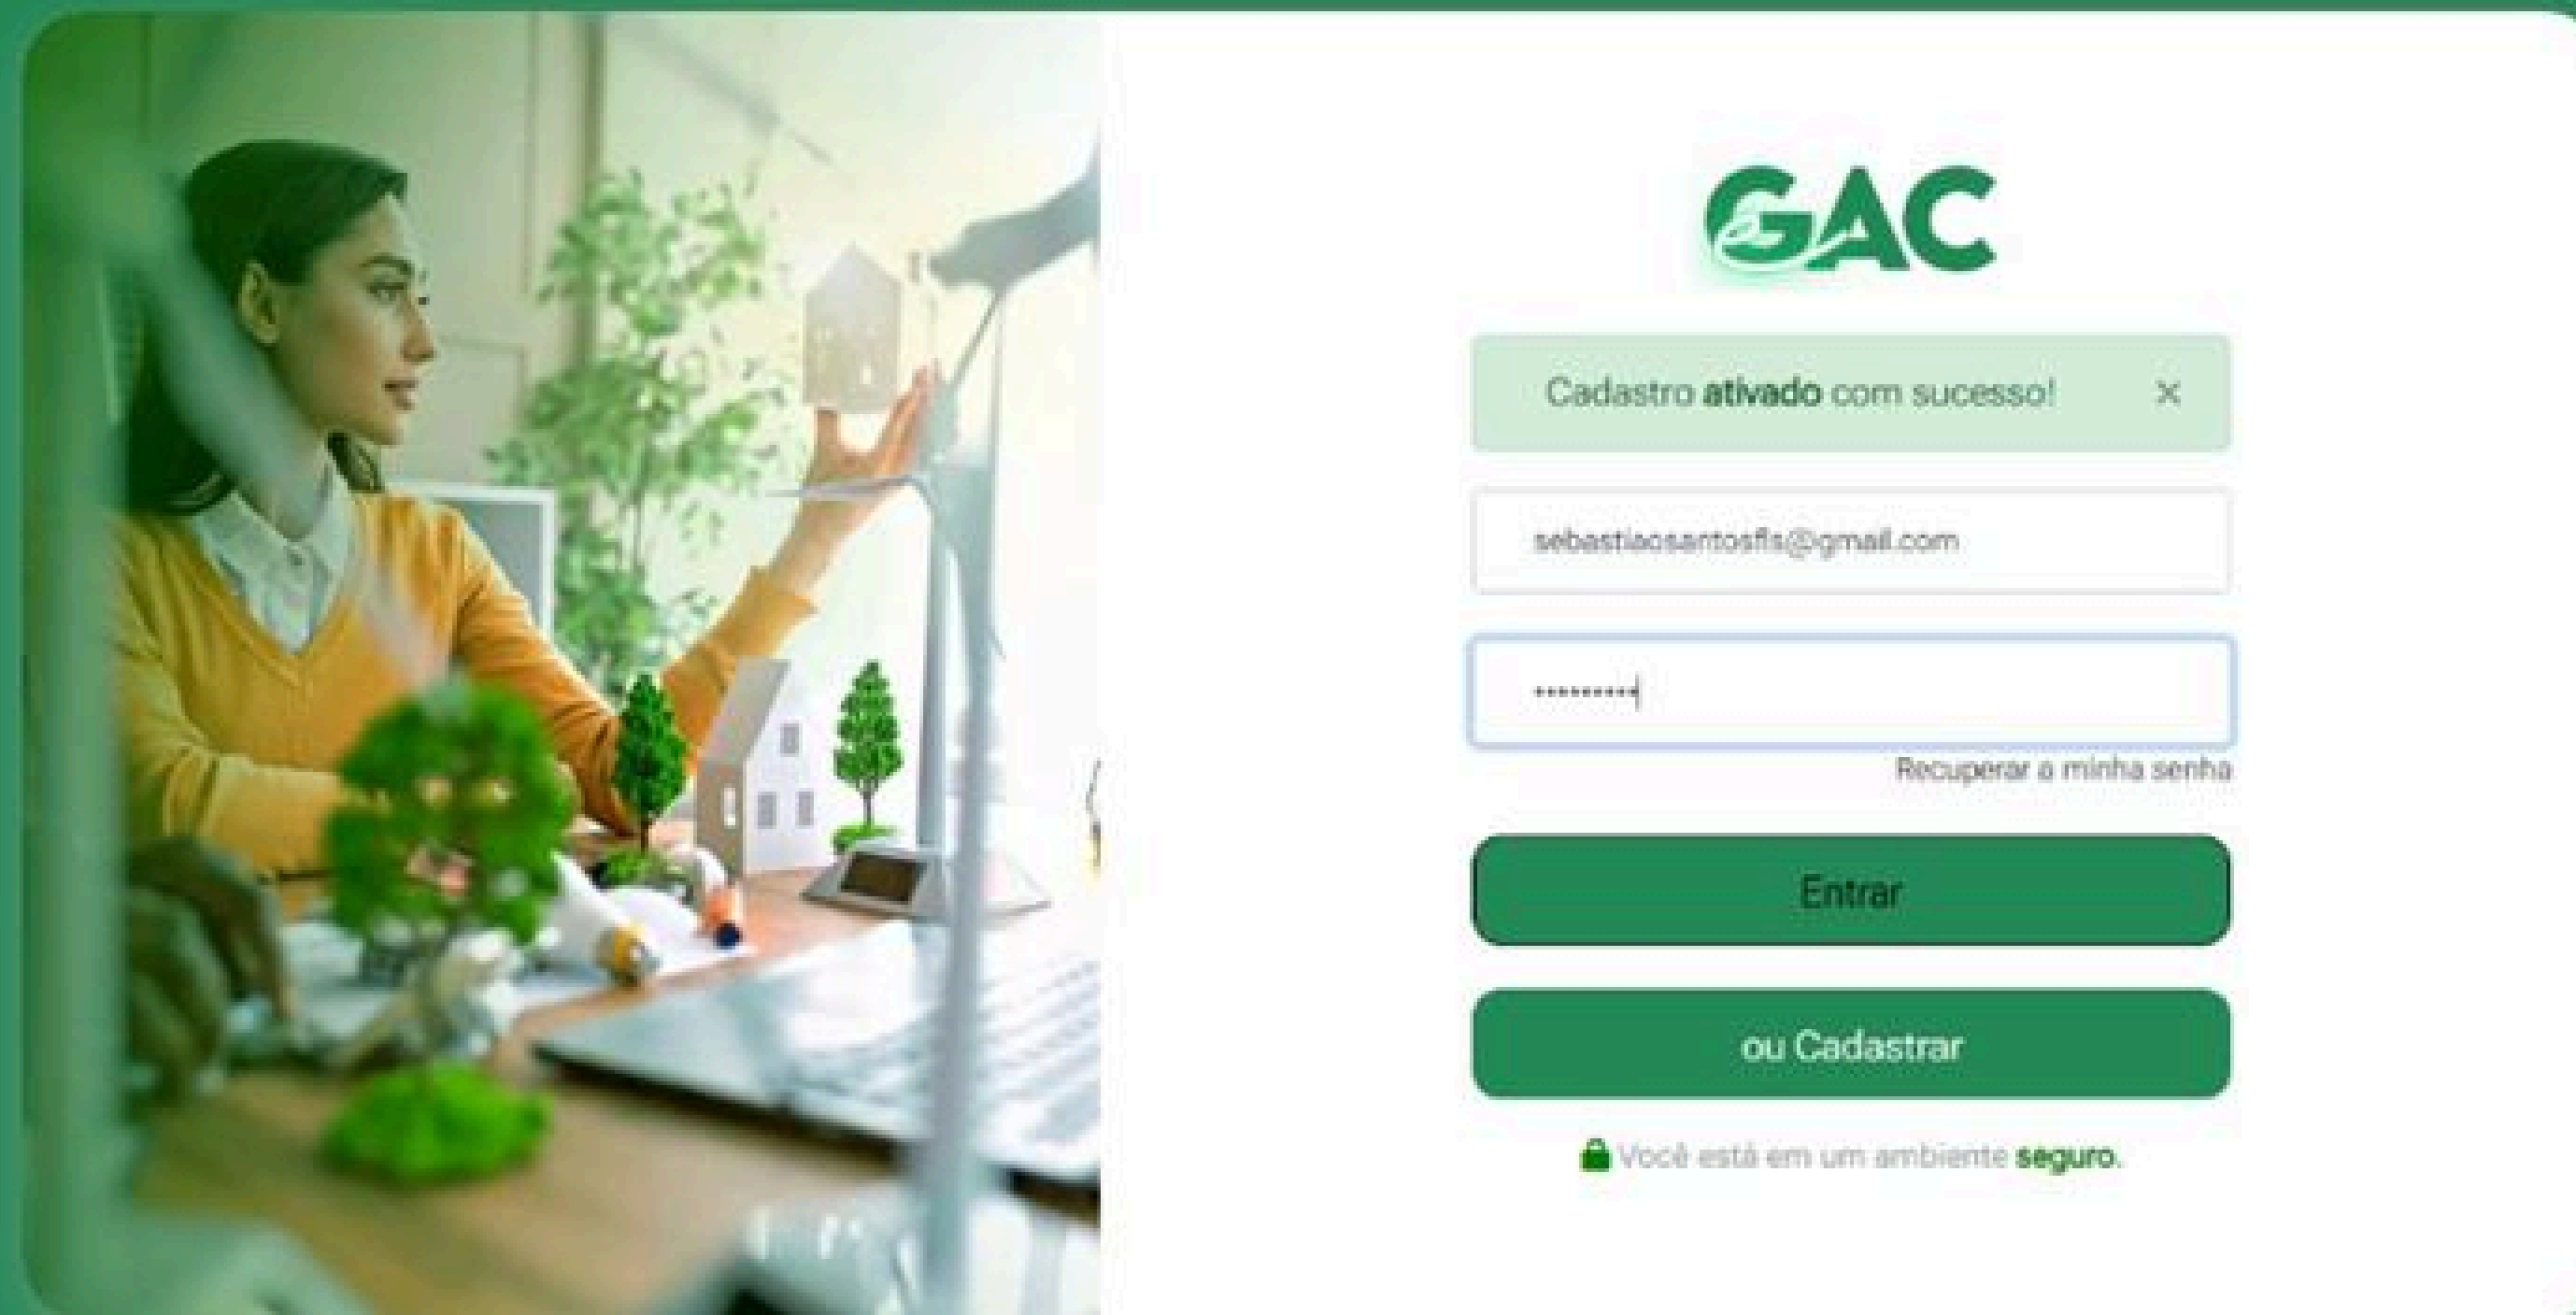 GAC
Cadastro ativado com sucesso!
×
sebastiaosantosfls@gmail.com
••••••••••
Recuperar a minha senha
Entrar
ou Cadastrar
Você está em um ambiente seguro.